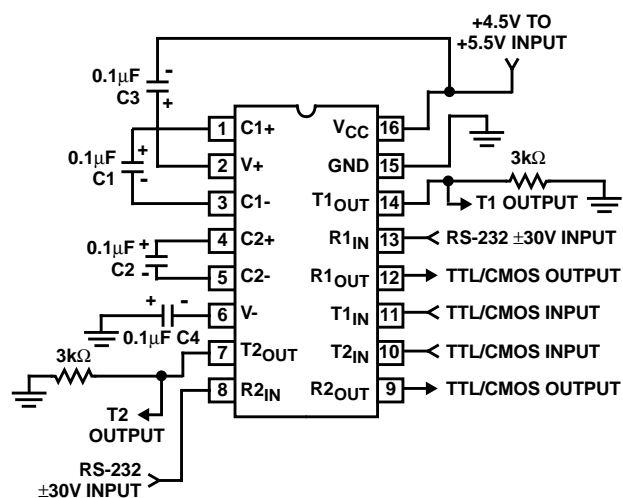 +4.5V TO
+5.5V INPUT
0.1μF
C3
-
+
1 C1+
VCC 16
0.1μF
C1
+
-
2 V+
GND 15
3kΩ
3 C1-
T1OUT 14
T1 OUTPUT
4 C2+
R1IN 13
RS-232 ±30V INPUT
0.1μF
C2
+
-
5 C2-
R1OUT 12
TTL/CMOS OUTPUT
+ -
0.1μF C4
6 V-
T1IN 11
TTL/CMOS INPUT
3kΩ
7 T2OUT
T2IN 10
TTL/CMOS INPUT
8 R2IN
R2OUT 9
TTL/CMOS OUTPUT
T2
OUTPUT
RS-232
±30V INPUT